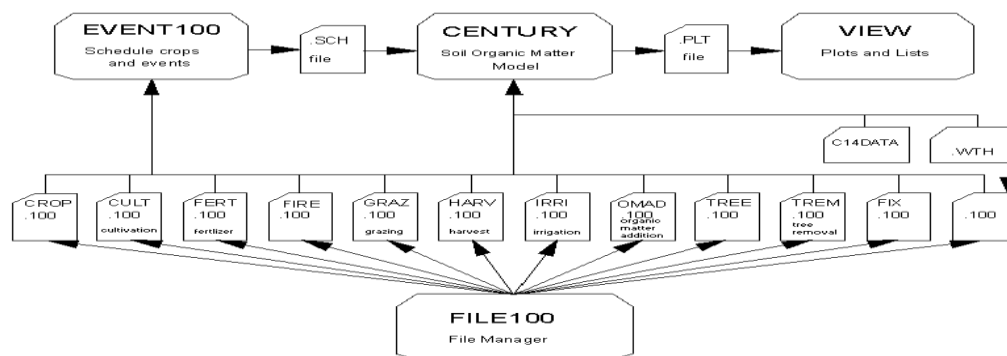 EVENT100
Schedule crops
and events
.SCH
file
CENTURY
Soil Organic Matter
Model
.PLT
file
VIEW
Plots and Lists
C14DATA
.WTH
CROP
.100
CULT
.100
cultivation
FERT
.100
fertlizer
FIRE
.100
GRAZ
.100
grazing
HARV
.100
harvest
IRRI
.100
irrigation
OMAD
.100
organic
matter
addition
TREE
.100
TREM
.100
tree
removal
FIX
.100
.100
FILE100
File Manager